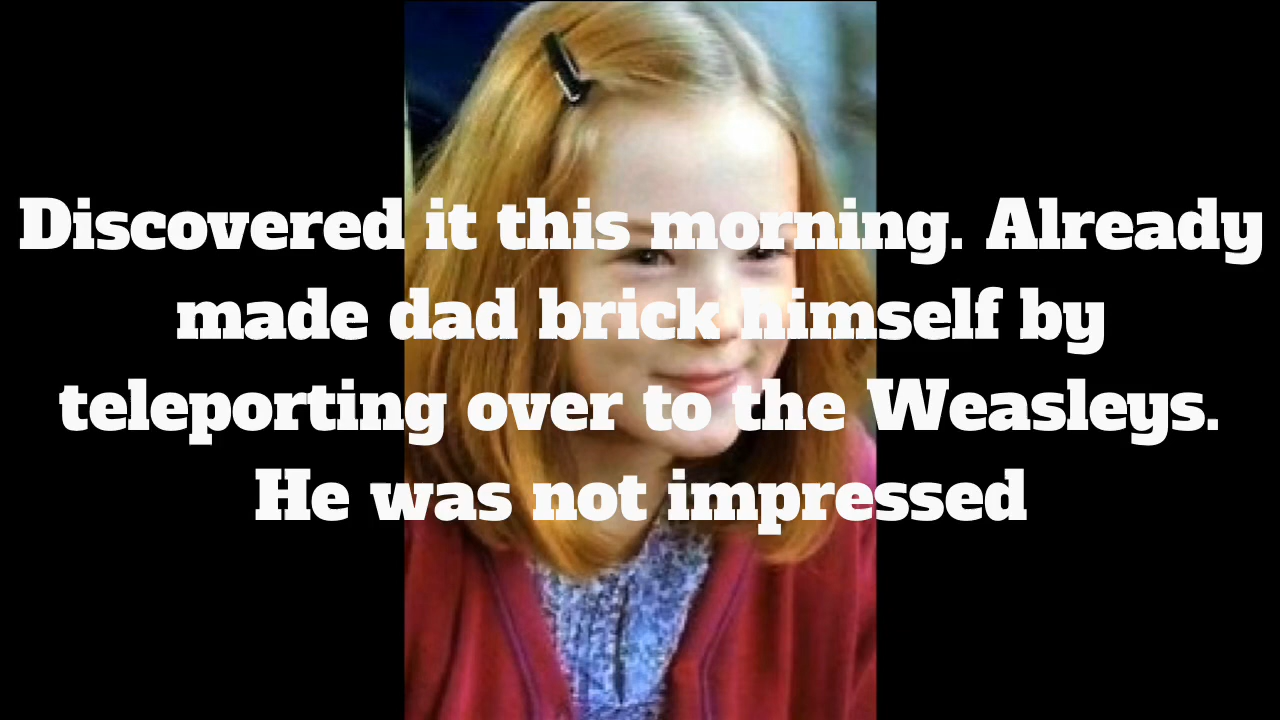 Discovered it this morning. Already
made dad brick himself by
teleporting over to the Weasleys.
He was not impressed